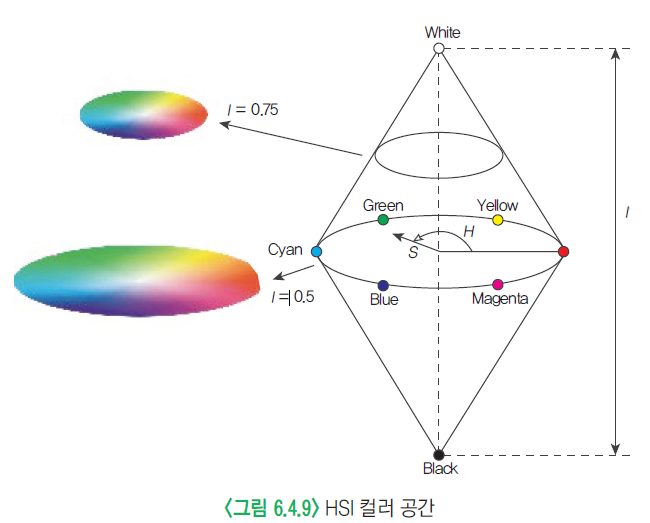 White
I = 0.75
Green
Yellow
H
I
Cyan
S
I = 0.5
Blue
Magenta
Black
〈그림 6.4.9〉 HSI 컬러 공간